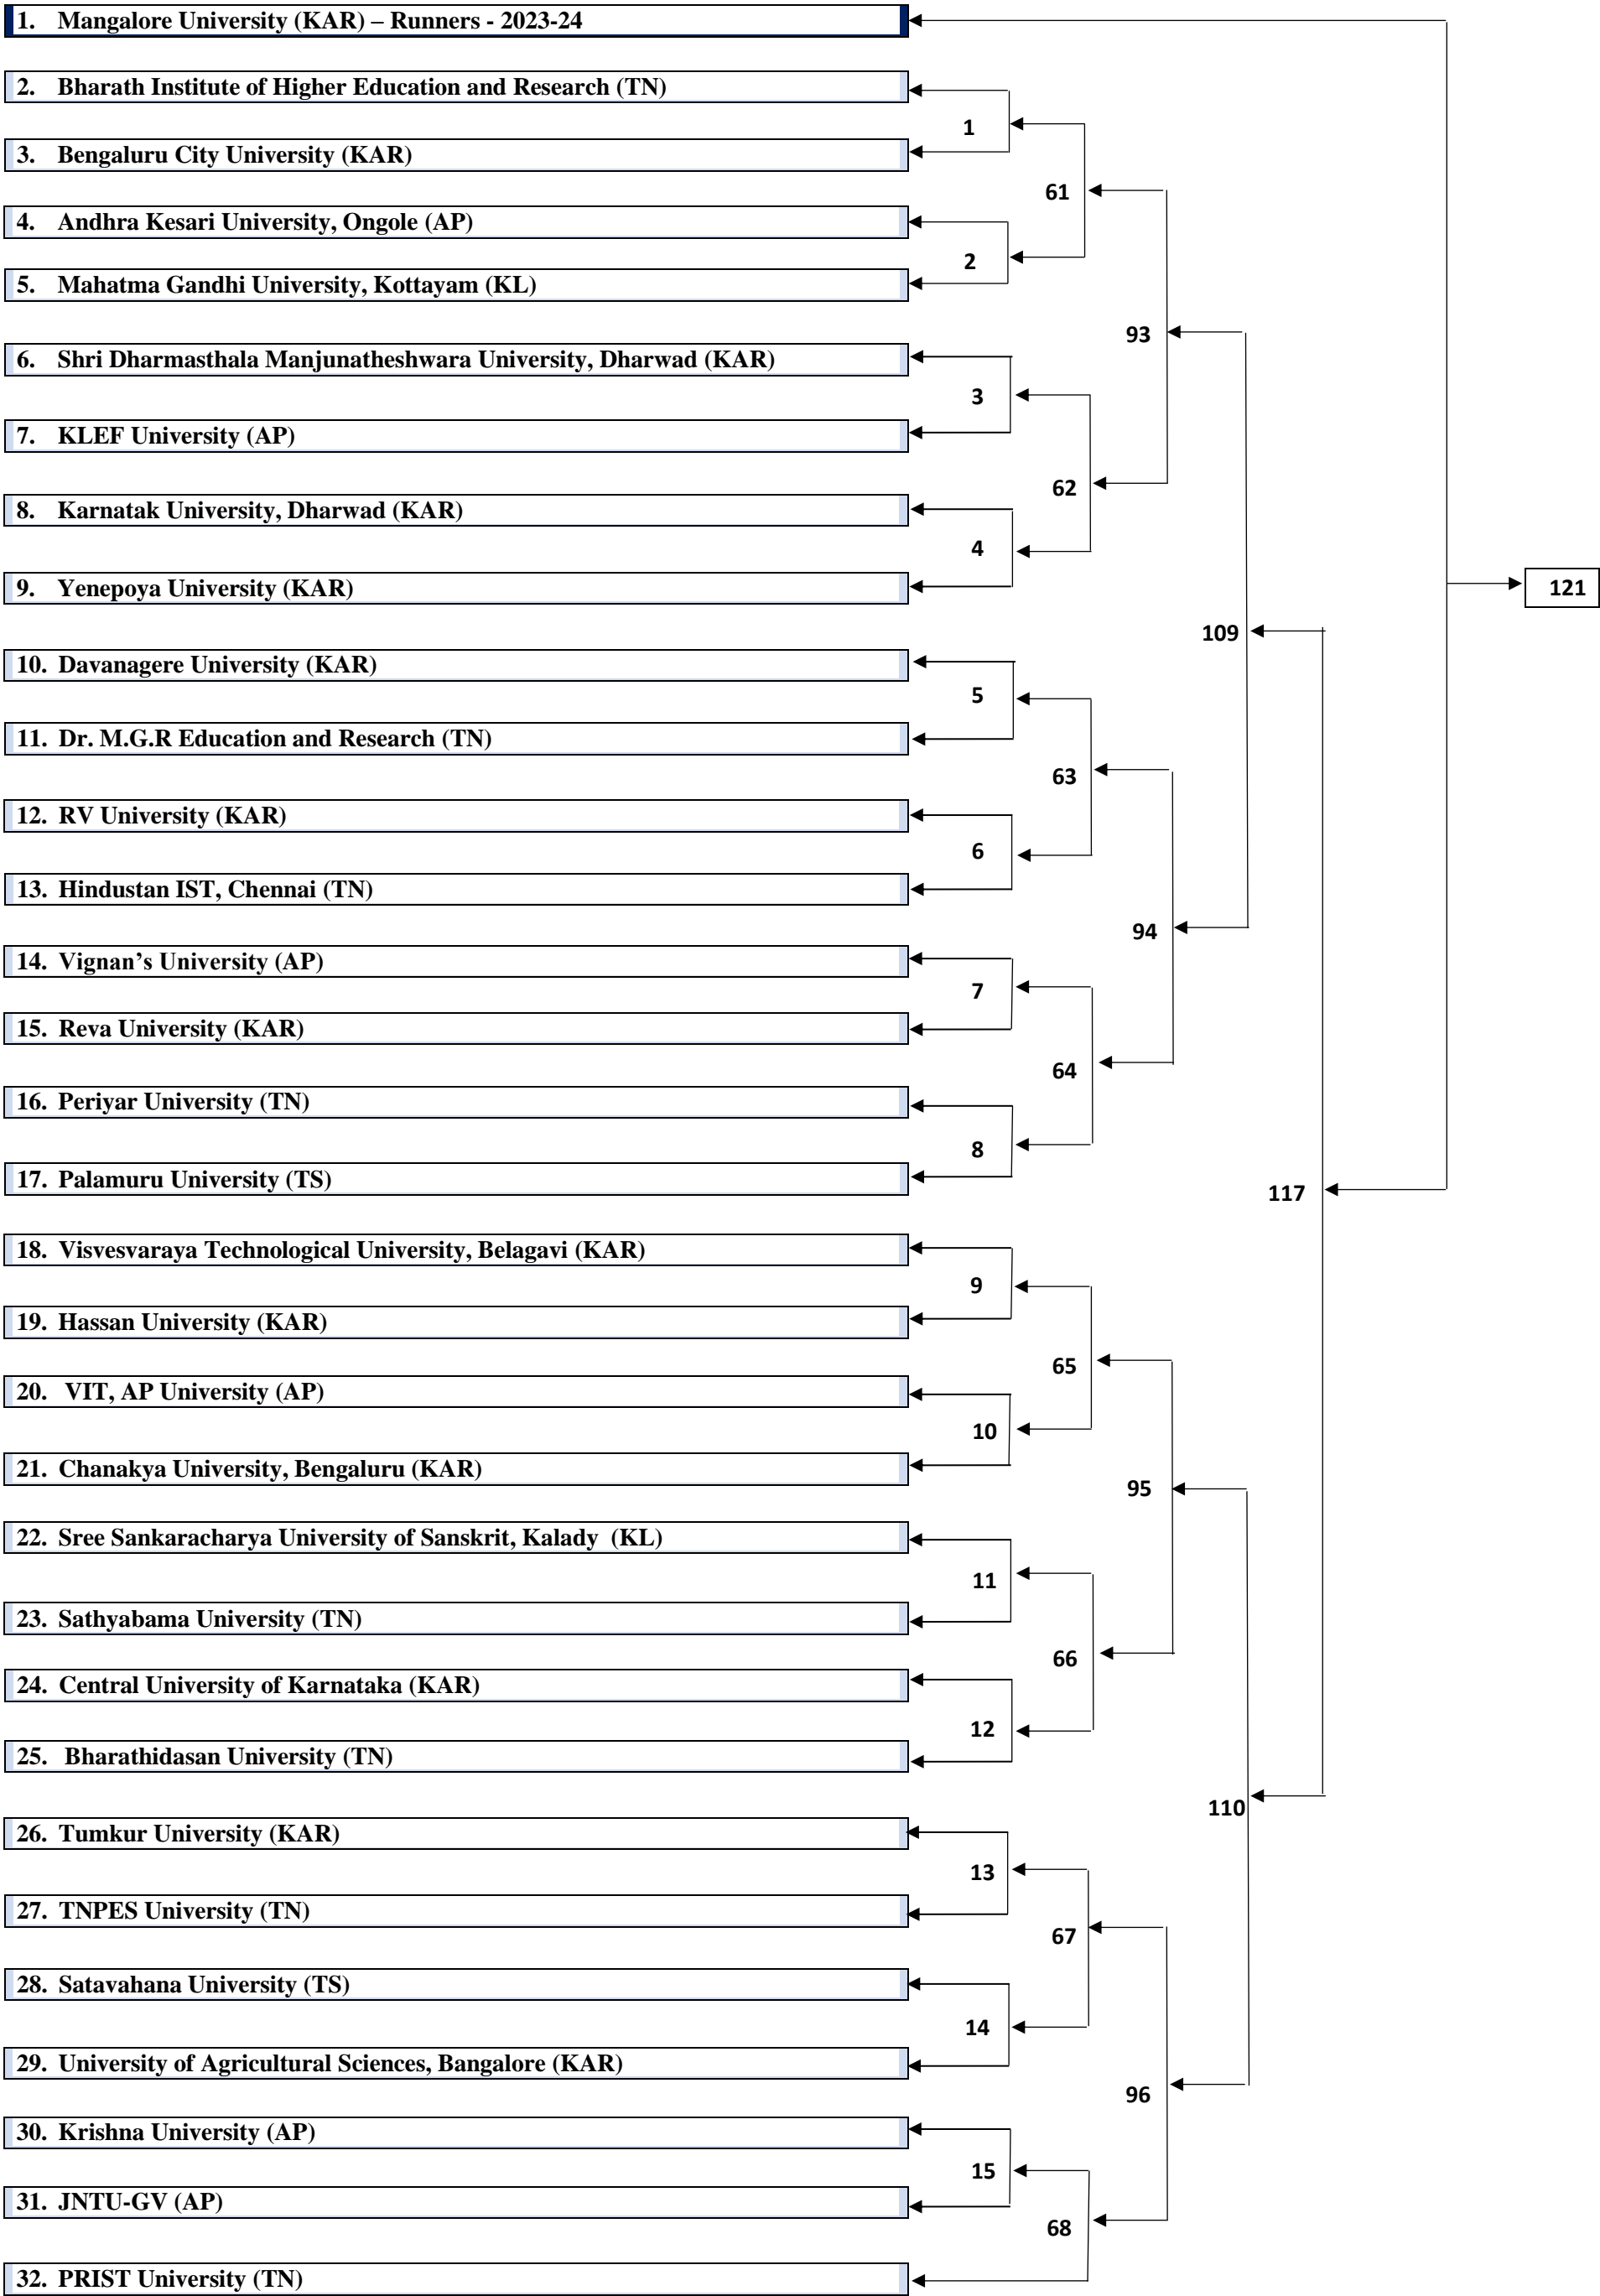 1. Mangalore University (KAR) – Runners - 2023-24
2. Bharath Institute of Higher Education and Research (TN)
1
3. Bengaluru City University (KAR)
61
4. Andhra Kesari University, Ongole (AP)
2
5. Mahatma Gandhi University, Kottayam (KL)
93
6. Shri Dharmasthala Manjunatheshwara University, Dharwad (KAR)
3
7. KLEF University (AP)
62
8. Karnatak University, Dharwad (KAR)
4
9. Yenepoya University (KAR)
121
109
10. Davanagere University (KAR)
5
11. Dr. M.G.R Education and Research (TN)
63
12. RV University (KAR)
6
13. Hindustan IST, Chennai (TN)
94
14. Vignan’s University (AP)
7
15. Reva University (KAR)
64
16. Periyar University (TN)
8
17. Palamuru University (TS)
117
18. Visvesvaraya Technological University, Belagavi (KAR)
9
19. Hassan University (KAR)
65
20. VIT, AP University (AP)
10
21. Chanakya University, Bengaluru (KAR)
95
22. Sree Sankaracharya University of Sanskrit, Kalady (KL)
11
23. Sathyabama University (TN)
66
24. Central University of Karnataka (KAR)
12
25. Bharathidasan University (TN)
110
26. Tumkur University (KAR)
13
27. TNPES University (TN)
67
28. Satavahana University (TS)
14
29. University of Agricultural Sciences, Bangalore (KAR)
96
30. Krishna University (AP)
15
31. JNTU-GV (AP)
68
32. PRIST University (TN)